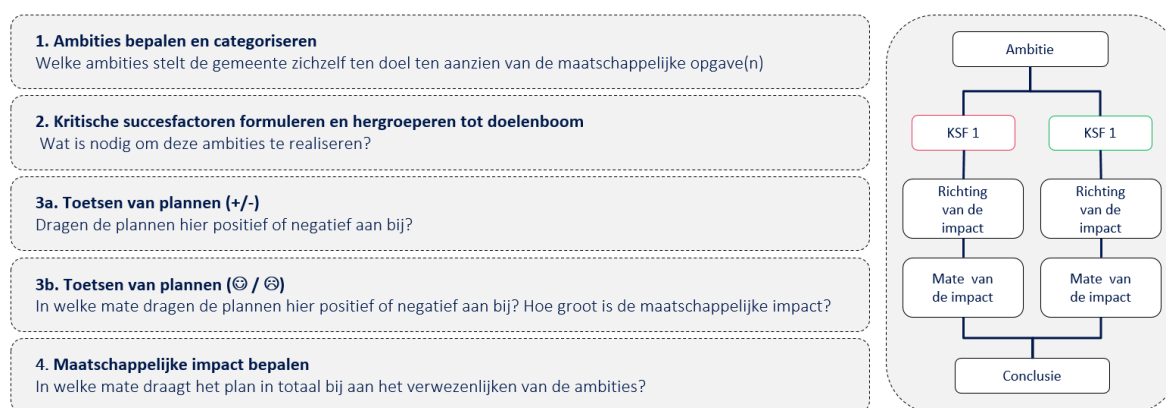 1. Ambities bepalen en categoriseren
Welke ambities stelt de gemeente zichzelf ten doel ten aanzien van de maatschappelijke opgave(n)
2. Kritische succesfactoren formuleren en hergroeperen tot doelenboom
Wat is nodig om deze ambities te realiseren?
3a. Toetsen van plannen (+/-)
Dragen de plannen hier positief of negatief aan bij?
3b. Toetsen van plannen (☺ / ☹)
In welke mate dragen de plannen hier positief of negatief aan bij? Hoe groot is de maatschappelijke impact?
4. Maatschappelijke impact bepalen
In welke mate draagt het plan in totaal bij aan het verwezenlijken van de ambities?
Ambitie
KSF 1
KSF 1
Richting
van de
impact
Richting
van de
impact
Mate van
de impact
Mate van
de impact
Conclusie